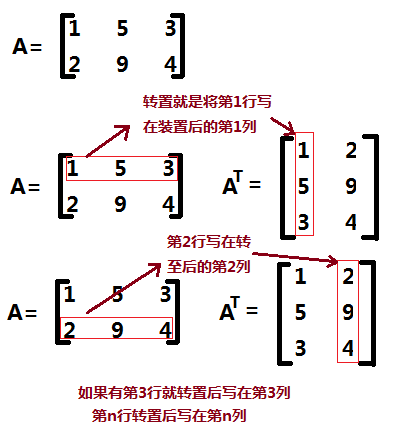 A= 1 5 3
2 9 4
转置就是将第1行写
在装置后的第1列
A= 1 5 3
2 9 4
Aᵀ= 1 2
5 9
3 4
第2行写在转
至后的第2列
A= 1 5 3
2 9 4
Aᵀ= 1 2
5 9
3 4
如果有第3行就转置后写在第3列
第n行转置后写在第n列